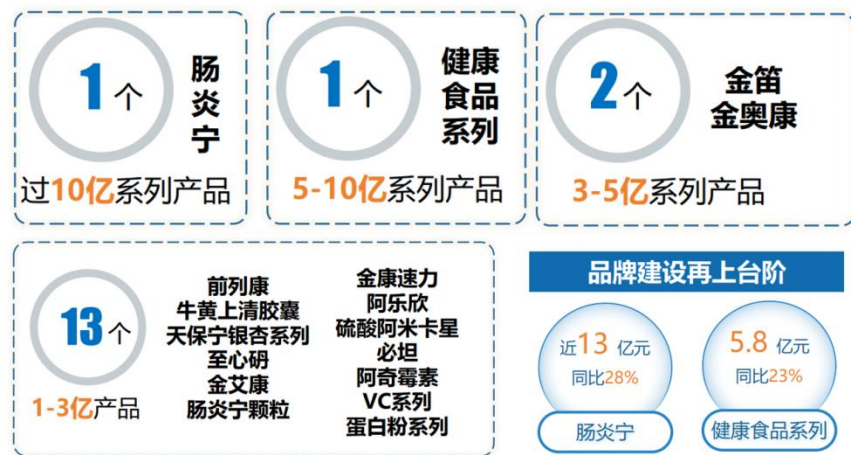 1个
肠炎宁
过10亿系列产品
1个
健康
食品
系列
5-10亿系列产品
2个
金笛
金奥康
3-5亿系列产品
13个
1-3亿产品
前列康
牛黄上清胶囊
天保宁银杏系列
至心砃
金艾康
肠炎宁颗粒
金康速力
阿乐欣
硫酸阿米卡星
必坦
阿奇霉素
VC系列
蛋白粉系列
品牌建设再上台阶
近13 亿元
同比28%
肠炎宁
5.8 亿元
同比23%
健康食品系列